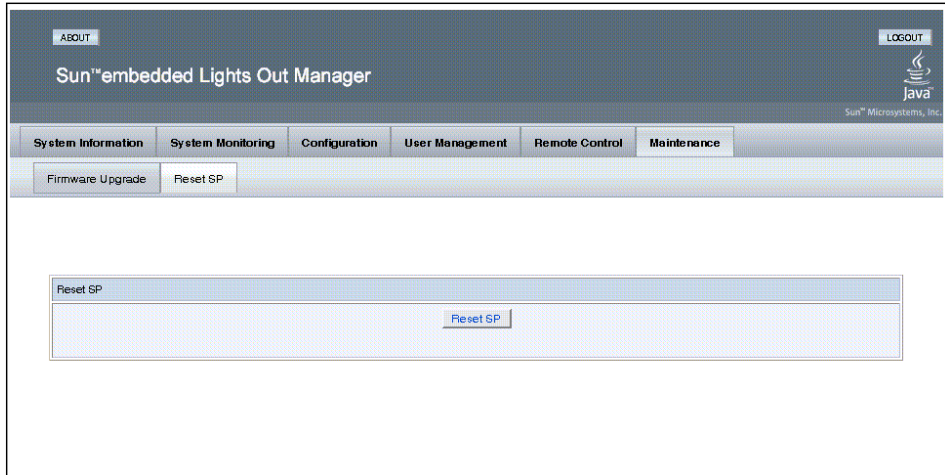 ABOUT
LOGOUT
Sun™embedded Lights Out Manager
Java™
Sun™ Microsystems, Inc.
System Information
System Monitoring
Configuration
User Management
Remote Control
Maintenance
Firmware Upgrade
Reset SP
Reset SP
Reset SP